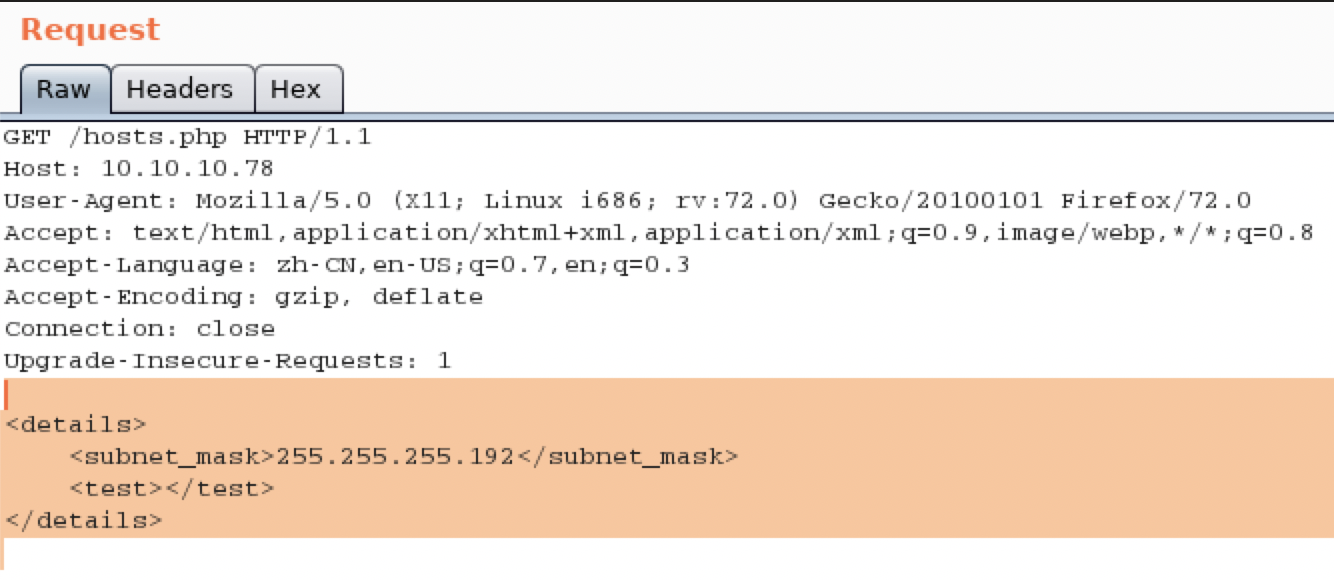 Request
Raw Headers Hex
GET /hosts.php HTTP/1.1
Host: 10.10.10.78
User-Agent: Mozilla/5.0 (X11; Linux i686; rv:72.0) Gecko/20100101 Firefox/72.0
Accept: text/html,application/xhtml+xml,application/xml;q=0.9,image/webp,*/*;q=0.8
Accept-Language: zh-CN,en-US;q=0.7,en;q=0.3
Accept-Encoding: gzip, deflate
Connection: close
Upgrade-Insecure-Requests: 1
<details>
    <subnet_mask>255.255.255.192</subnet_mask>
    <test></test>
</details>